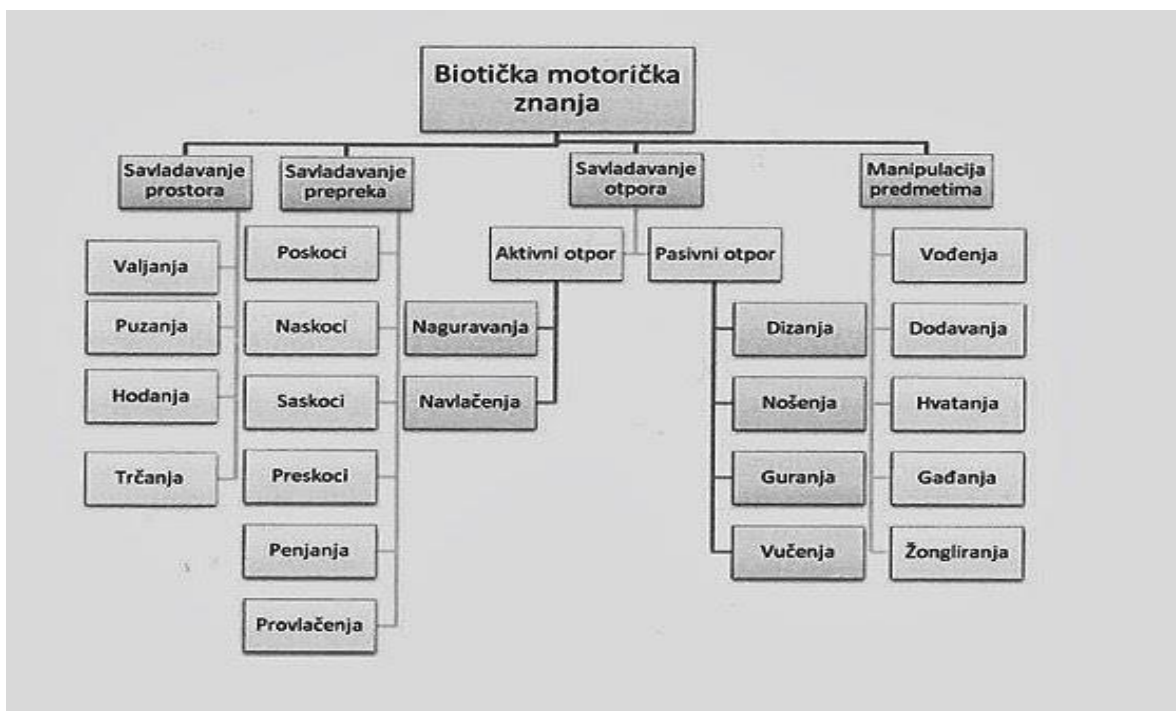 Biotička motorička
znanja
Savladavanje
prostora
Savladavanje
prepreka
Savladavanje
otpora
Manipulacija
predmetima
Valjanja
Puzanja
Hodanja
Trčanja
Poskoci
Naskoci
Saskoci
Preskoci
Penjanja
Provlačenja
Aktivni otpor
Pasivni otpor
Naguravanja
Navlačenja
Dizanja
Nošenja
Guranja
Vučenja
Vođenja
Dodavanja
Hvatanja
Gađanja
Žongliranja